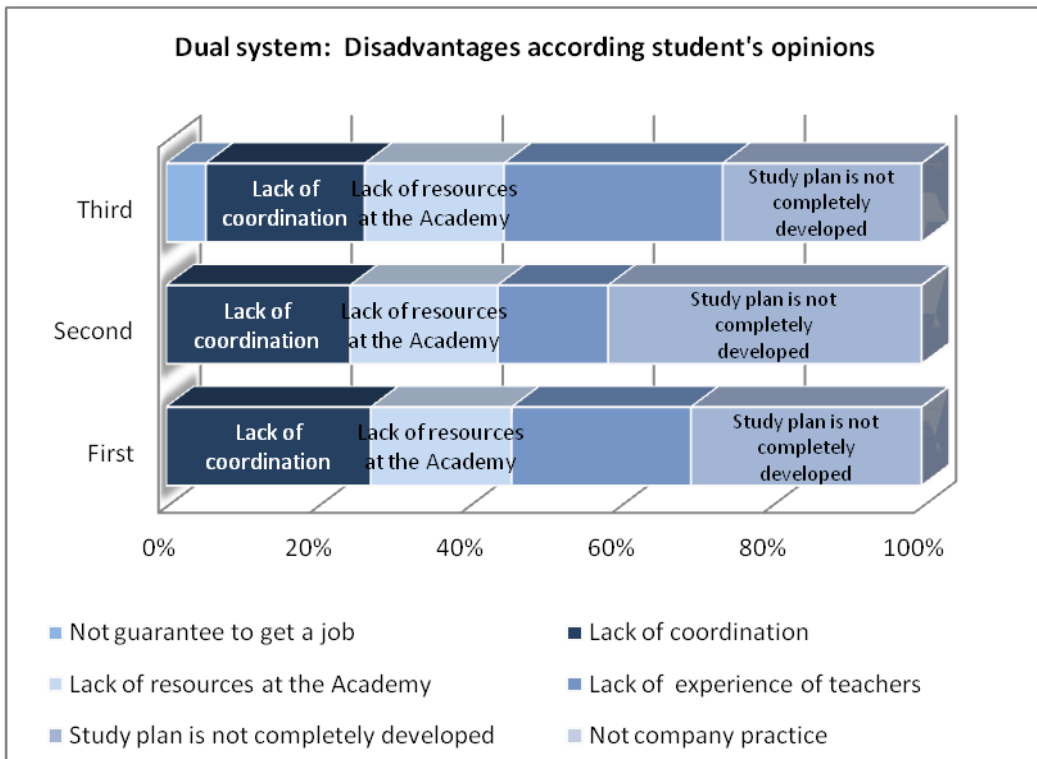 Dual system:  Disadvantages according student's opinions
Third
Lack of
coordination
Lack of resources
at the Academy
Study plan is not
completely
developed
Second
Lack of
coordination
Lack of resources
at the Academy
Study plan is not
completely
developed
First
Lack of
coordination
Lack of resources
at the Academy
Study plan is not
completely
developed
0% 20% 40% 60% 80% 100%
Not guarantee to get a job
Lack of coordination
Lack of resources at the Academy
Lack of  experience of teachers
Study plan is not completely developed
Not company practice